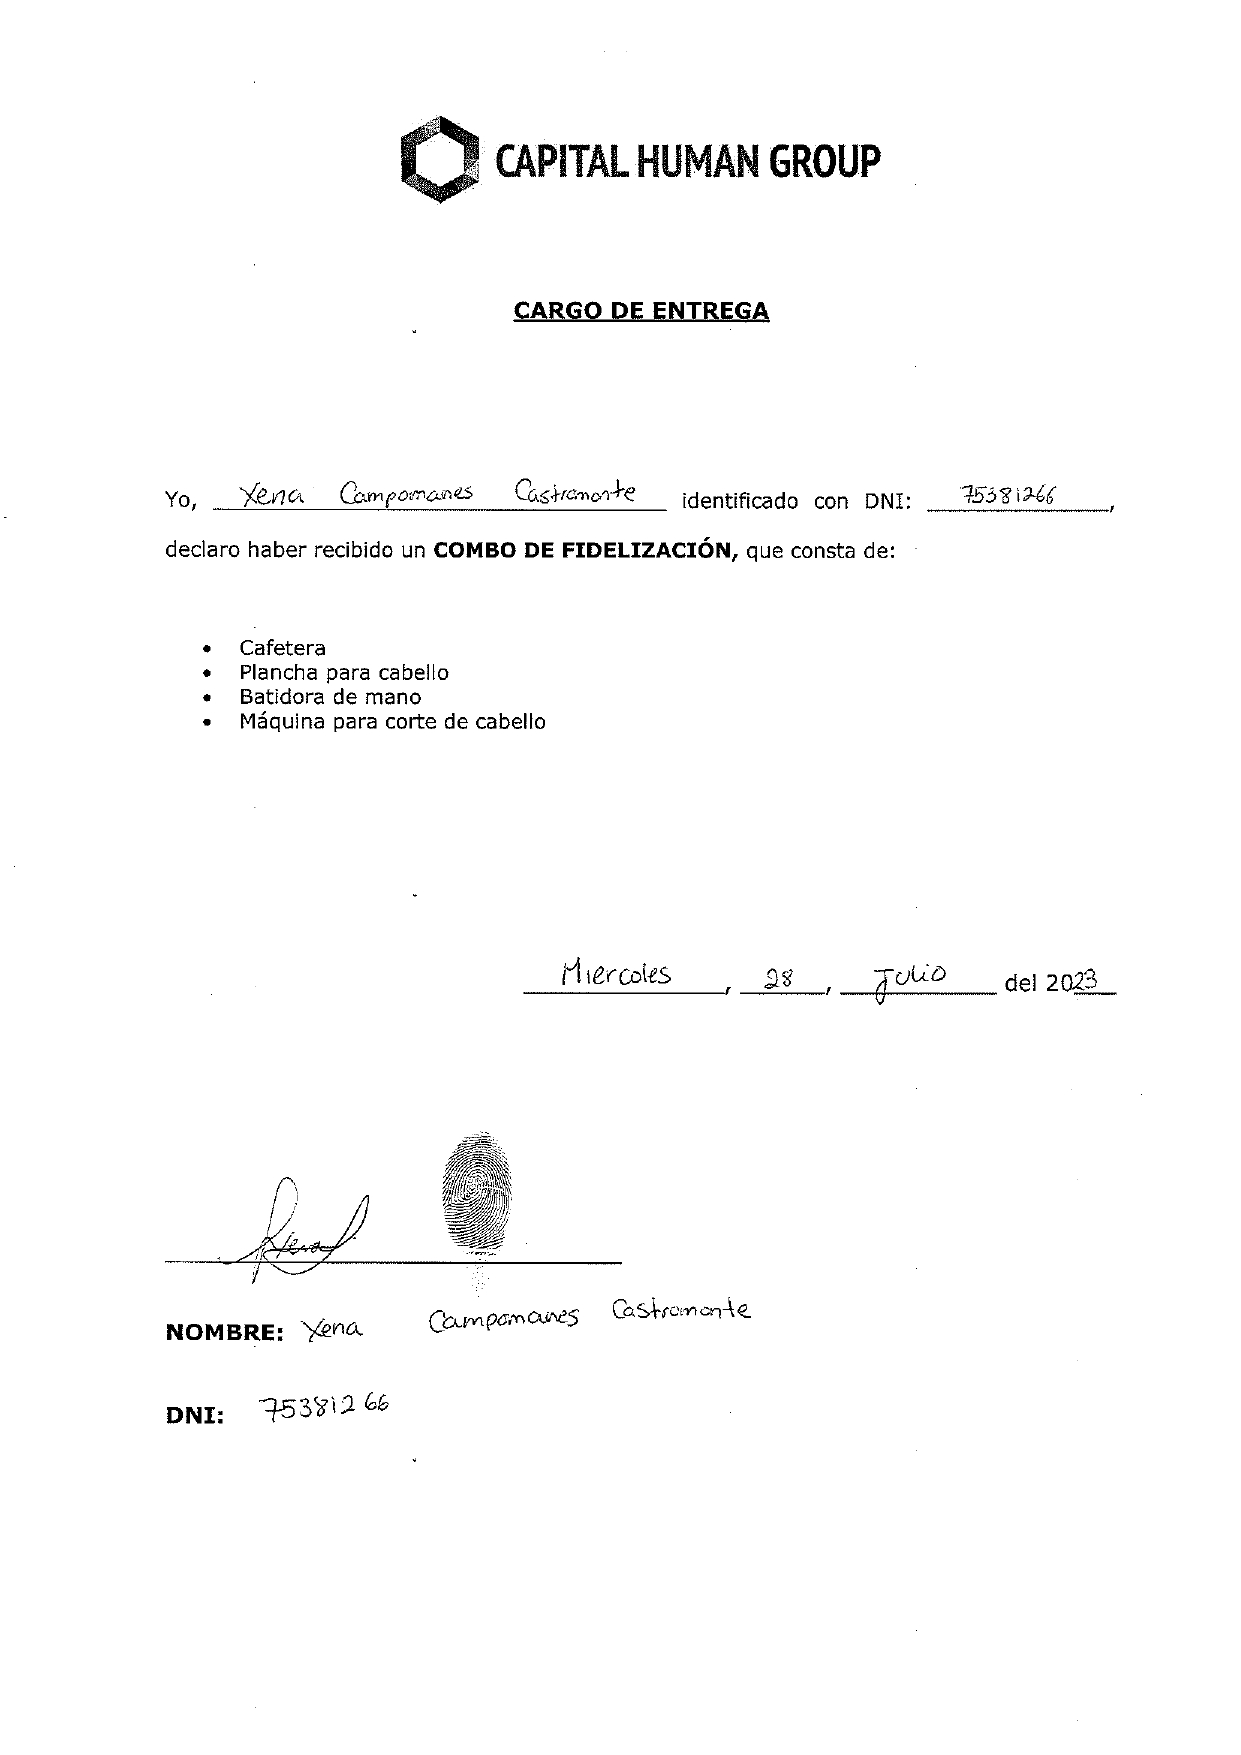 CAPITAL HUMAN GROUP
CARGO DE ENTREGA
Yo, Xena Campomanes Castromonte identificado con DNI: 75381266,
declaro haber recibido un COMBO DE FIDELIZACIÓN, que consta de:
• Cafetera
• Plancha para cabello
• Batidora de mano
• Máquina para corte de cabello
Miercoles, 28, Julio del 2023
Xena
NOMBRE: Xena Campomanes Castromonte
DNI: 75381266